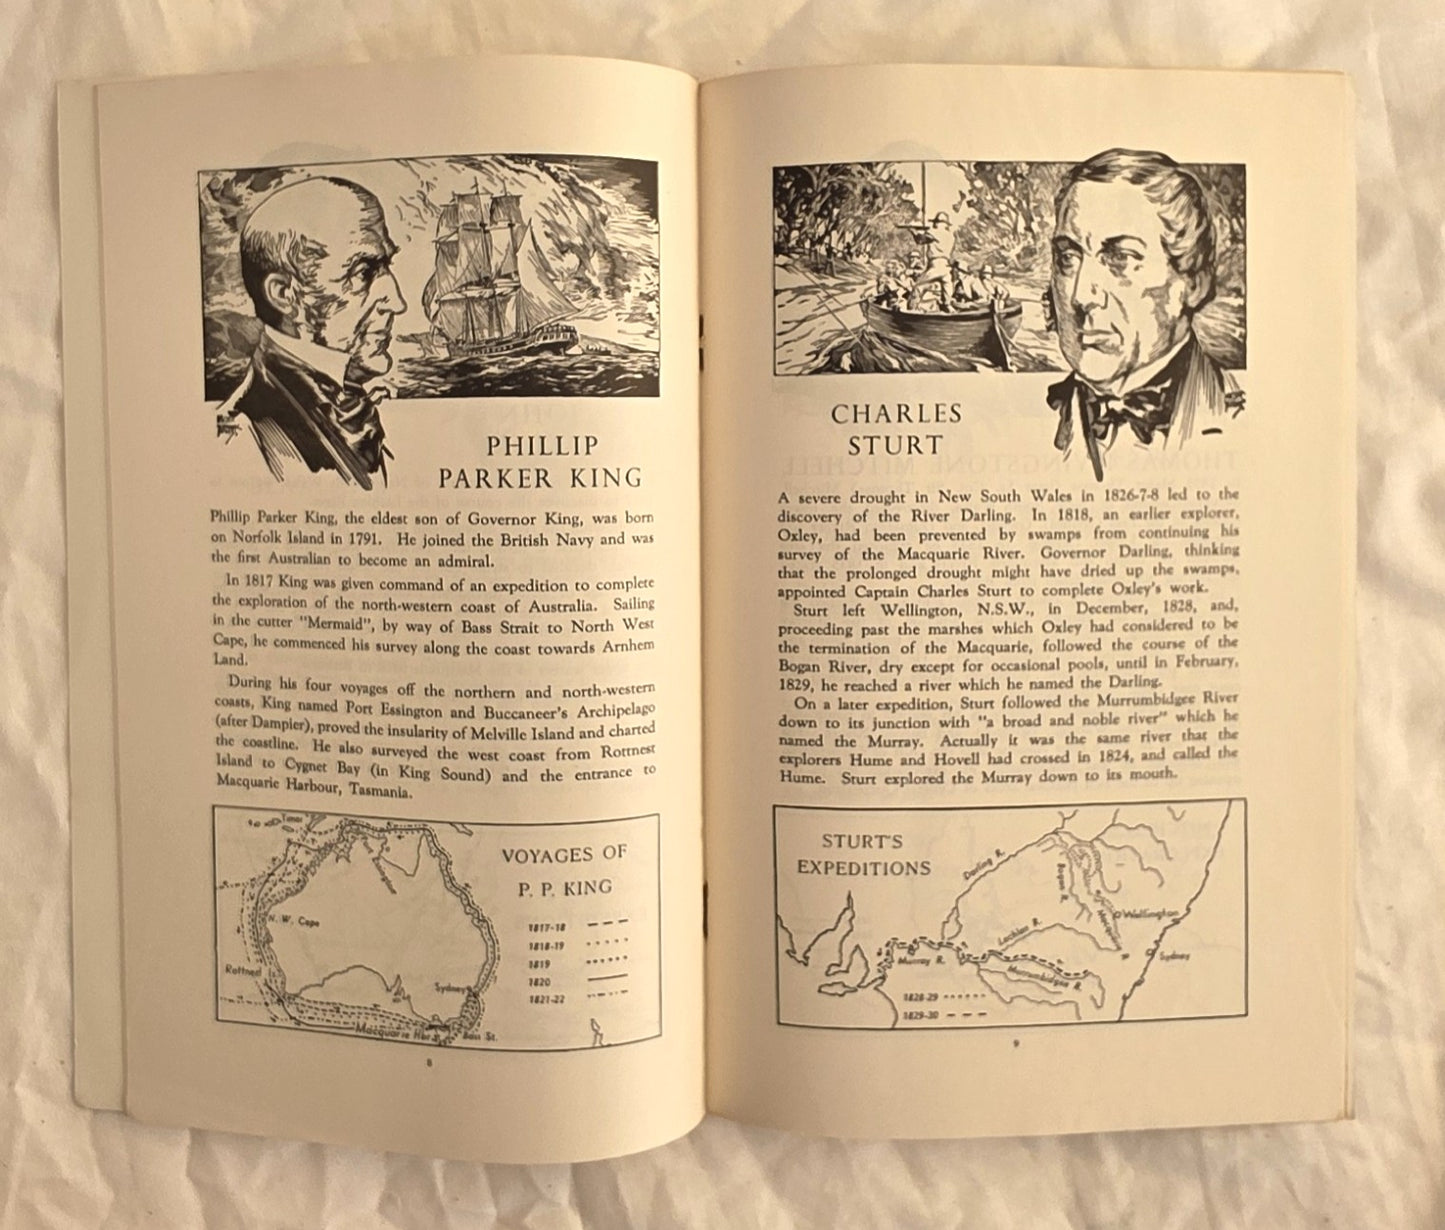 PHILLIP
PARKER KING
Phillip Parker King, the eldest son of Governor King, was born
on Norfolk Island in 1791. He joined the British Navy and was
the first Australian to become an admiral.
In 1817 King was given command of an expedition to complete
the exploration of the north-western coast of Australia. Sailing
in the cutter "Mermaid", by way of Bass Strait to North West
Cape, he commenced his survey along the coast towards Arnhem
Land.
During his four voyages off the northern and north-western
coasts, King named Port Essington and Buccaneer's Archipelago
(after Dampier), proved the insularity of Melville Island and charted
the coastline. He also surveyed the west coast from Rottnest
Island to Cygnet Bay (in King Sound) and the entrance to
Macquarie Harbour, Tasmania.
Timor
VOYAGES OF
P. P. KING
N. W. Cape
1817-18
1818-19
1819
1820
1821-22
Rottnest Is.
Sydney
Macquarie Har.
Bass St.
8
CHARLES
STURT
A severe drought in New South Wales in 1826-7-8 led to the
discovery of the River Darling. In 1818, an earlier explorer,
Oxley, had been prevented by swamps from continuing his
survey of the Macquarie River. Governor Darling, thinking
that the prolonged drought might have dried up the swamps,
appointed Captain Charles Sturt to complete Oxley's work.
Sturt left Wellington, N.S.W., in December, 1828, and,
proceeding past the marshes which Oxley had considered to be
the termination of the Macquarie, followed the course of the
Bogan River, dry except for occasional pools, until in February,
1829, he reached a river which he named the Darling.
On a later expedition, Sturt followed the Murrumbidgee River
down to its junction with "a broad and noble river" which he
named the Murray. Actually it was the same river that the
explorers Hume and Hovell had crossed in 1824, and called the
Hume. Sturt explored the Murray down to its mouth.
STURT'S
EXPEDITIONS
Darling R.
Bogan R.
Macquarie
Wellington
Lachlan R.
Sydney
Murray R.
Murrumbidgee R.
1828-29
1829-30
9